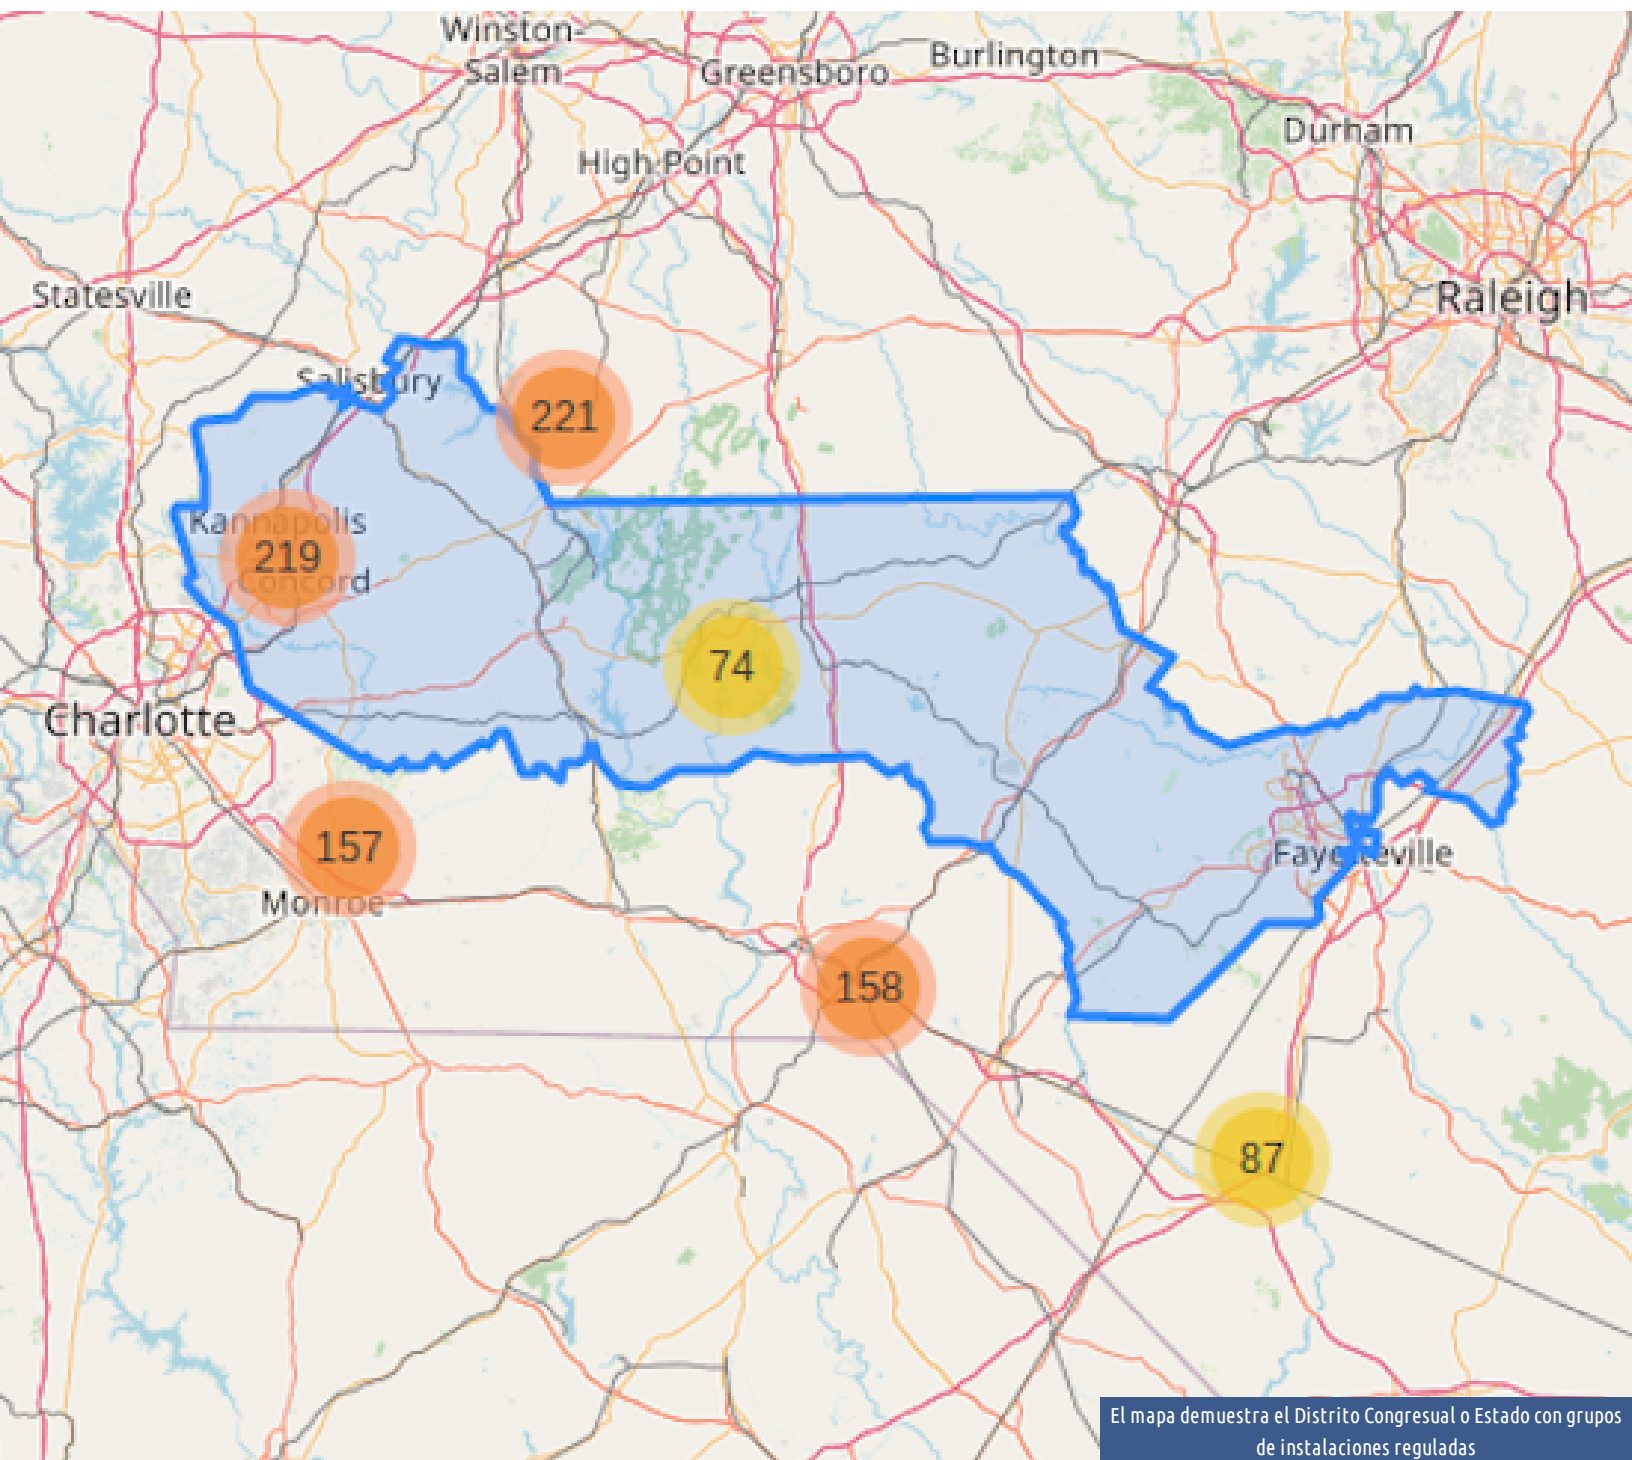 Winston-
Salem
Greensboro
Burlington
Durham
High Point
Statesville
Raleigh
Salisbury
221
Kannapolis
219
Concord
74
Charlotte
157
Fayetteville
Monroe
158
87
El mapa demuestra el Distrito Congresual o Estado con grupos
de instalaciones reguladas